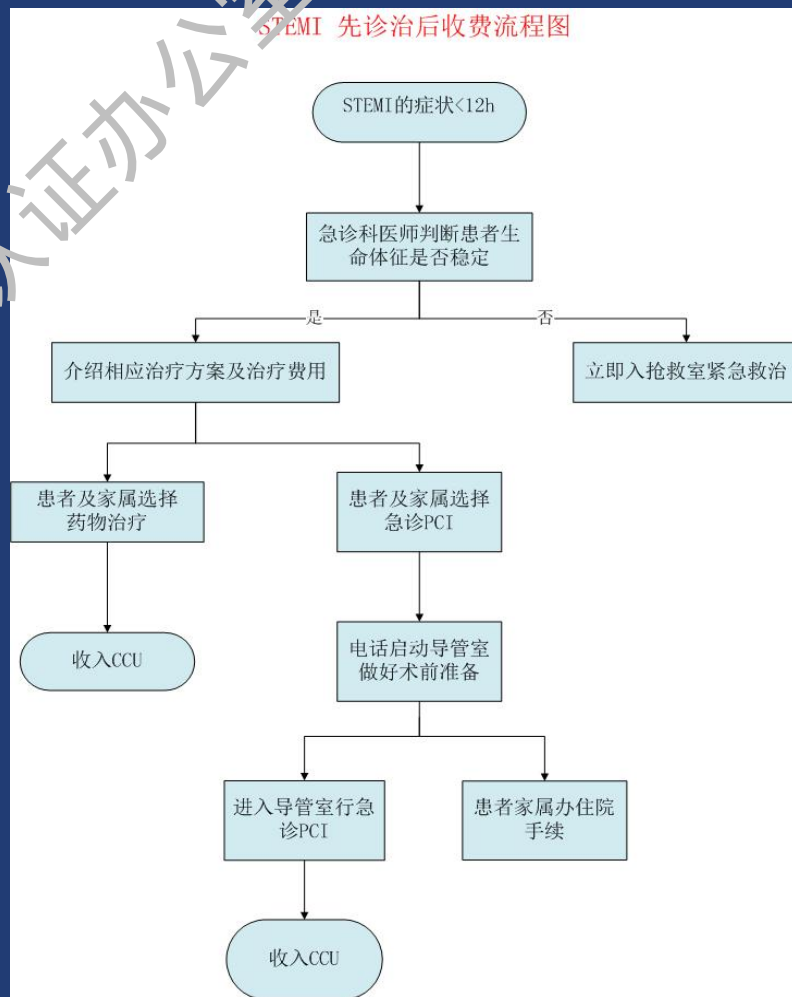 STEMI 先诊治后收费流程图
STEMI的症状<12h
急诊科医师判断患者生
命体征是否稳定
是
否
介绍相应治疗方案及治疗费用
立即入抢救室紧急救治
患者及家属选择
药物治疗
患者及家属选择
急诊PCI
收入CCU
电话启动导管室
做好术前准备
进入导管室行急
诊PCI
患者家属办住院
手续
收入CCU
认证办公室